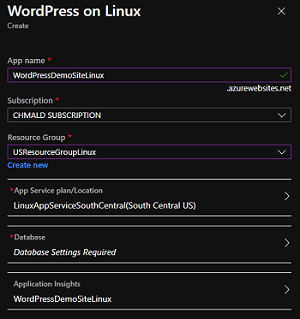 WordPress on Linux
Create
App name *
WordPressDemoSiteLinux
.azurewebsites.net
Subscription *
CHMALD SUBSCRIPTION
Resource Group *
USResourceGroupLinux
Create new
*App Service plan/Location
LinuxAppServiceSouthCentral(South Central US)
*Database
Database Settings Required
Application Insights
WordPressDemoSiteLinux